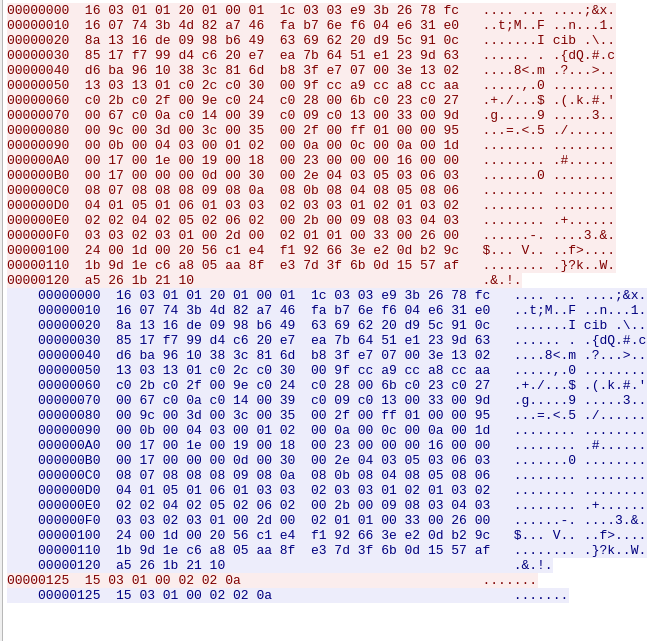 00000000  16 03 01 01 20 01 00 01  1c 03 03 e9 3b 26 78 fc   .... ... ....;&x.
00000010  16 07 74 3b 4d 82 a7 46  fa b7 6e f6 04 e6 31 e0   ..t;M..F ..n...1.
00000020  8a 13 16 de 09 98 b6 49  63 69 62 20 d9 5c 91 0c   .......I cib .\..
00000030  85 17 f7 99 d4 c6 20 e7  ea 7b 64 51 e1 23 9d 63   ...... . .{dQ.#.c
00000040  d6 ba 96 10 38 3c 81 6d  b8 3f e7 07 00 3e 13 02   ....8<.m .?...>..
00000050  13 03 13 01 c0 2c c0 30  00 9f cc a9 cc a8 cc aa   .....,.0 ........
00000060  c0 2b c0 2f 00 9e c0 24  c0 28 00 6b c0 23 c0 27   .+./...$ .(.k.#.'
00000070  00 67 c0 0a c0 14 00 39  c0 09 c0 13 00 33 00 9d   .g.....9 .....3..
00000080  00 9c 00 3d 00 3c 00 35  00 2f 00 ff 01 00 00 95   ...=.<.5 ./......
00000090  00 0b 00 04 03 00 01 02  00 0a 00 0c 00 0a 00 1d   ........ ........
000000A0  00 17 00 1e 00 19 00 18  00 23 00 00 00 16 00 00   ........ .#......
000000B0  00 17 00 00 00 0d 00 30  00 2e 04 03 05 03 06 03   .......0 ........
000000C0  08 07 08 08 08 09 08 0a  08 0b 08 04 08 05 08 06   ........ ........
000000D0  04 01 05 01 06 01 03 03  02 03 03 01 02 01 03 02   ........ ........
000000E0  02 02 04 02 05 02 06 02  00 2b 00 09 08 03 04 03   ........ .+......
000000F0  03 03 02 03 01 00 2d 00  02 01 01 00 33 00 26 00   ......-. ....3.&.
00000100  24 00 1d 00 20 56 c1 e4  f1 92 66 3e e2 0d b2 9c   $... V.. ..f>....
00000110  1b 9d 1e c6 a8 05 aa 8f  e3 7d 3f 6b 0d 15 57 af   ........ .}?k..W.
00000120  a5 26 1b 21 10   .&.!.
00000000  16 03 01 01 20 01 00 01  1c 03 03 e9 3b 26 78 fc   .... ... ....;&x.
00000010  16 07 74 3b 4d 82 a7 46  fa b7 6e f6 04 e6 31 e0   ..t;M..F ..n...1.
00000020  8a 13 16 de 09 98 b6 49  63 69 62 20 d9 5c 91 0c   .......I cib .\..
00000030  85 17 f7 99 d4 c6 20 e7  ea 7b 64 51 e1 23 9d 63   ...... . .{dQ.#.c
00000040  d6 ba 96 10 38 3c 81 6d  b8 3f e7 07 00 3e 13 02   ....8<.m .?...>..
00000050  13 03 13 01 c0 2c c0 30  00 9f cc a9 cc a8 cc aa   .....,.0 ........
00000060  c0 2b c0 2f 00 9e c0 24  c0 28 00 6b c0 23 c0 27   .+./...$ .(.k.#.'
00000070  00 67 c0 0a c0 14 00 39  c0 09 c0 13 00 33 00 9d   .g.....9 .....3..
00000080  00 9c 00 3d 00 3c 00 35  00 2f 00 ff 01 00 00 95   ...=.<.5 ./......
00000090  00 0b 00 04 03 00 01 02  00 0a 00 0c 00 0a 00 1d   ........ ........
000000A0  00 17 00 1e 00 19 00 18  00 23 00 00 00 16 00 00   ........ .#......
000000B0  00 17 00 00 00 0d 00 30  00 2e 04 03 05 03 06 03   .......0 ........
000000C0  08 07 08 08 08 09 08 0a  08 0b 08 04 08 05 08 06   ........ ........
000000D0  04 01 05 01 06 01 03 03  02 03 03 01 02 01 03 02   ........ ........
000000E0  02 02 04 02 05 02 06 02  00 2b 00 09 08 03 04 03   ........ .+......
000000F0  03 03 02 03 01 00 2d 00  02 01 01 00 33 00 26 00   ......-. ....3.&.
00000100  24 00 1d 00 20 56 c1 e4  f1 92 66 3e e2 0d b2 9c   $... V.. ..f>....
00000110  1b 9d 1e c6 a8 05 aa 8f  e3 7d 3f 6b 0d 15 57 af   ........ .}?k..W.
00000120  a5 26 1b 21 10   .&.!.
00000125  15 03 01 00 02 02 0a   .......
00000125  15 03 01 00 02 02 0a   .......